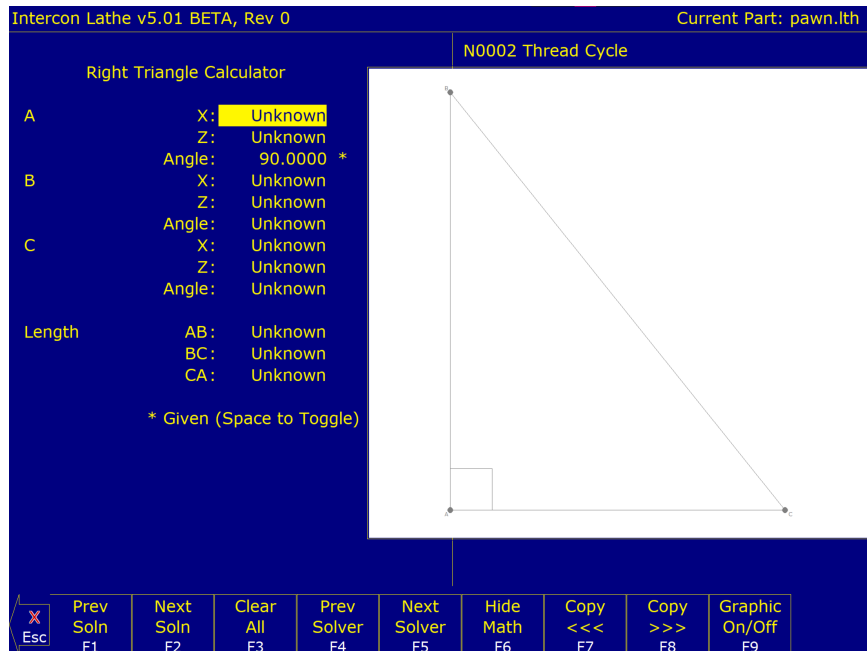 Intercon Lathe v5.01 BETA, Rev 0
Current Part: pawn.lth
N0002 Thread Cycle
Right Triangle Calculator
A X: Unknown
Z: Unknown
Angle: 90.0000 *
B X: Unknown
Z: Unknown
Angle: Unknown
C X: Unknown
Z: Unknown
Angle: Unknown
Length AB: Unknown
BC: Unknown
CA: Unknown
* Given (Space to Toggle)
B
A
C
X
Esc
Prev
Soln
F1
Next
Soln
F2
Clear
All
F3
Prev
Solver
F4
Next
Solver
F5
Hide
Math
F6
Copy
<<<
F7
Copy
>>>
F8
Graphic
On/Off
F9